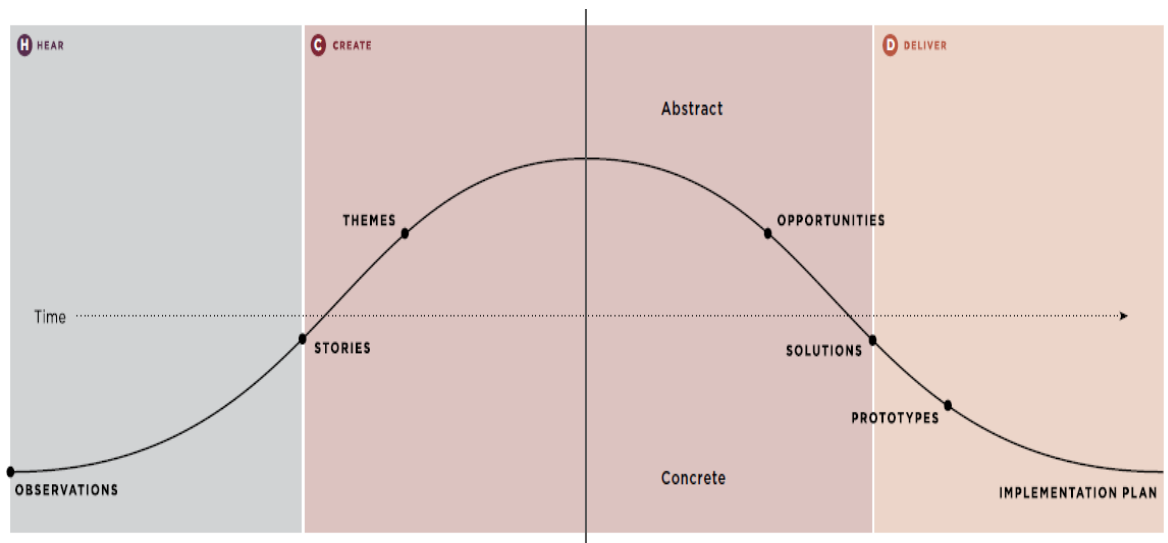 H HEAR
C CREATE
D DELIVER
Abstract
THEMES
OPPORTUNITIES
Time
STORIES
SOLUTIONS
PROTOTYPES
Concrete
OBSERVATIONS
IMPLEMENTATION PLAN